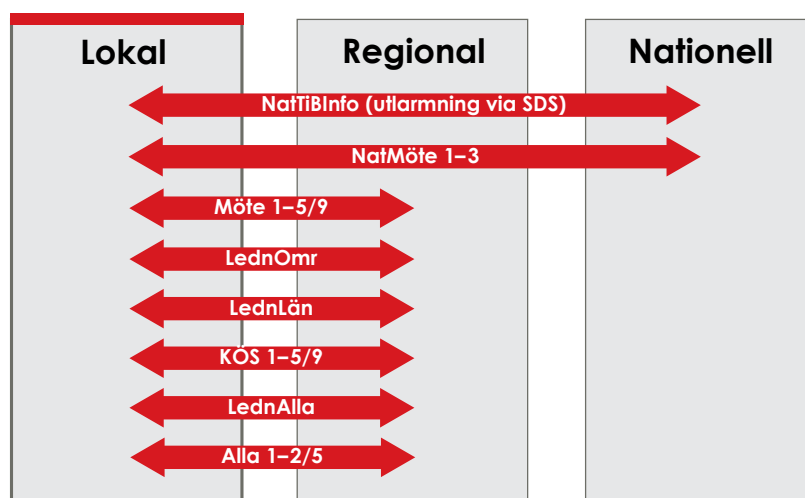 Lokal
Regional
Nationell
NatTiBInfo (utlarmning via SDS)
NatMöte 1–3
Möte 1–5/9
LednOmr
LednLän
KÖS 1–5/9
LednAlla
Alla 1–2/5